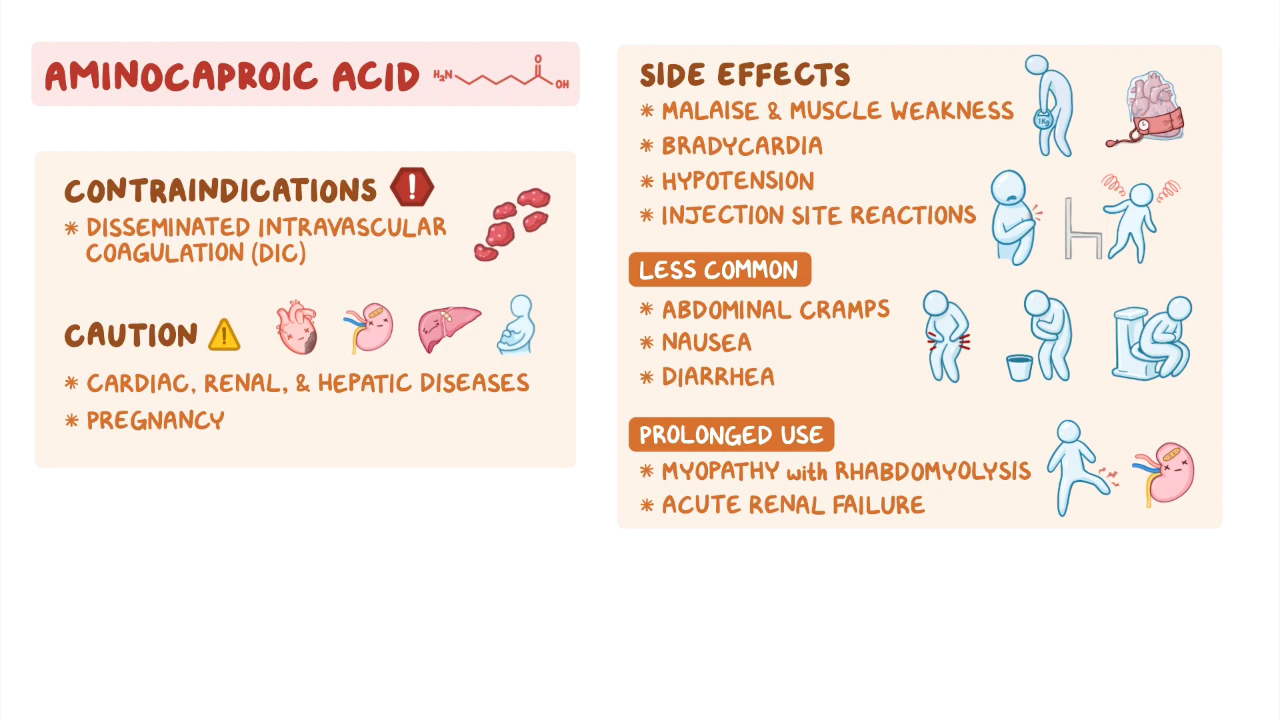 AMINOCAPROIC ACID
H₂N
O
OH
CONTRAINDICATIONS !
* DISSEMINATED INTRAVASCULAR
COAGULATION (DIC)
CAUTION !
* CARDIAC, RENAL, & HEPATIC DISEASES
* PREGNANCY
SIDE EFFECTS
* MALAISE & MUSCLE WEAKNESS
1Kg
* BRADYCARDIA
* HYPOTENSION
* INJECTION SITE REACTIONS
LESS COMMON
* ABDOMINAL CRAMPS
* NAUSEA
* DIARRHEA
PROLONGED USE
* MYOPATHY with RHABDOMYOLYSIS
* ACUTE RENAL FAILURE